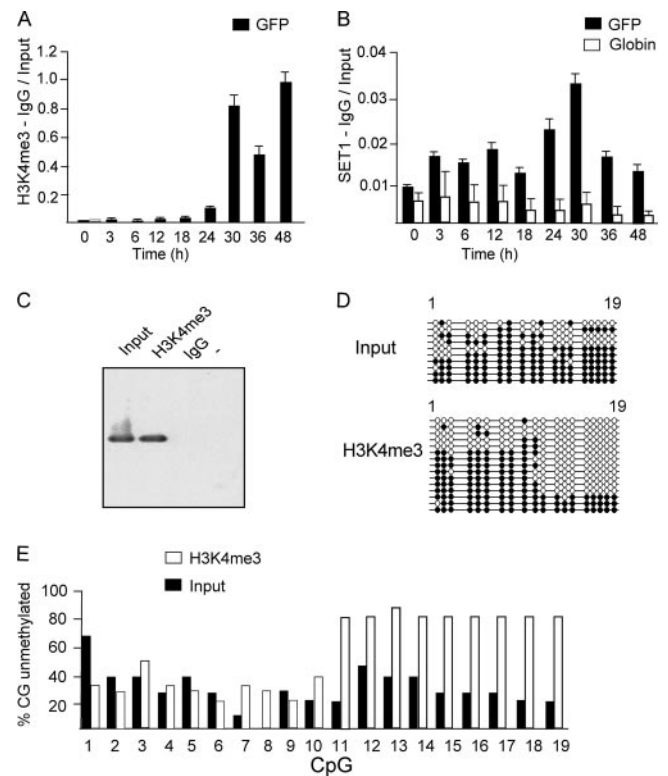 A
GFP
H3K4me3 - IgG / Input
1.2
1.0
0.8
0.6
0.4
0.2
0 3 6 12 18 24 30 36 48
Time (h)
B
GFP
Globin
SET1 - IgG / Input
0.04
0.03
0.02
0.01
0 3 6 12 18 24 30 36 48
Time (h)
C
Input H3K4me3 IgG -
D
1 19
Input
1 19
H3K4me3
E
H3K4me3
Input
% CG unmethylated
100
80
60
40
20
1 2 3 4 5 6 7 8 9 10 11 12 13 14 15 16 17 18 19
CpG